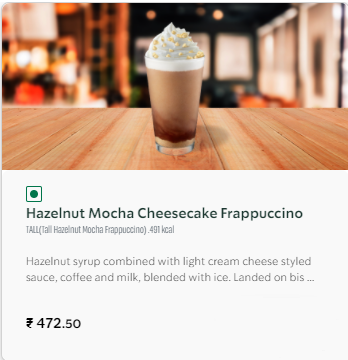 Hazelnut Mocha Cheesecake Frappuccino
TALL(Tall Hazelnut Mocha Frappuccino) .491 kcal
Hazelnut syrup combined with light cream cheese styled
sauce, coffee and milk, blended with ice. Landed on bis ...
₹ 472.50